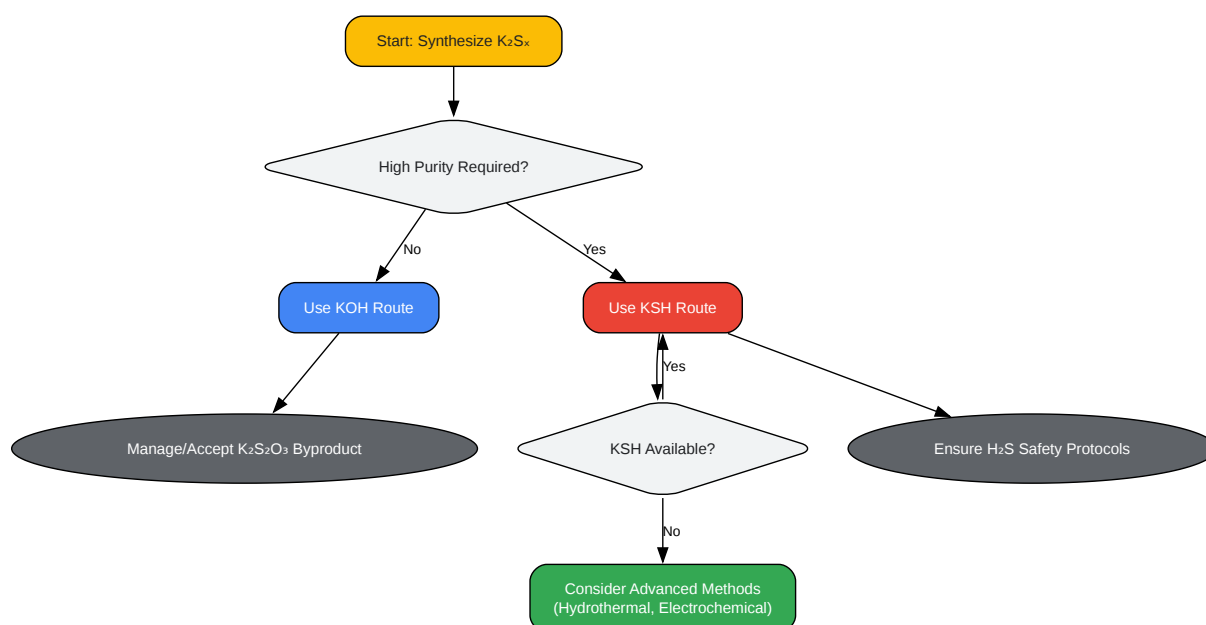 Start: Synthesize K₂Sₓ
High Purity Required?
No
Yes
Use KOH Route
Use KSH Route
Yes
Manage/Accept K₂S₂O₃ Byproduct
KSH Available?
Ensure H₂S Safety Protocols
No
Consider Advanced Methods
(Hydrothermal, Electrochemical)